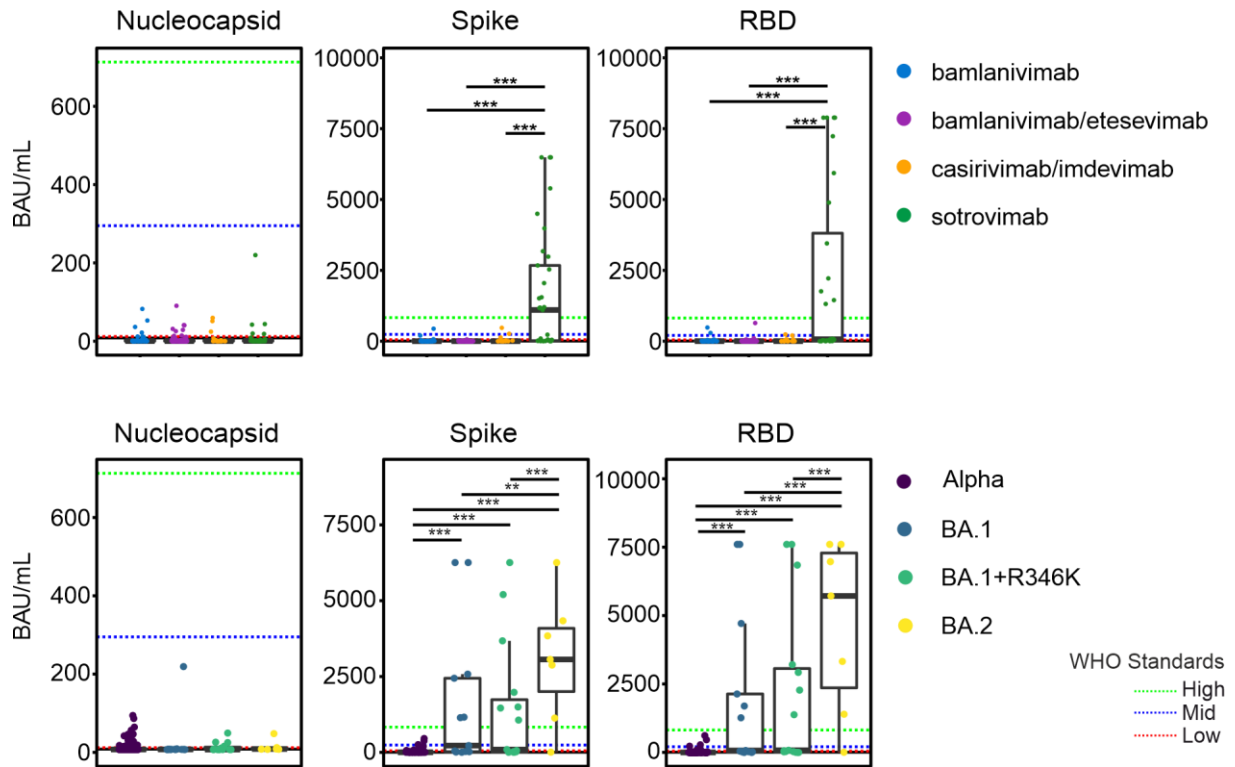 Nucleocapsid
Spike
RBD
BAU/mL
600
400
200
0
10000
7500
5000
2500
0
***
***
***
10000
7500
5000
2500
0
***
***
***
bamlanivimab
bamlanivimab/etesevimab
casirivimab/imdevimab
sotrovimab
Nucleocapsid
Spike
RBD
BAU/mL
600
400
200
0
7500
5000
2500
0
***
**
***
***
***
10000
7500
5000
2500
0
***
***
***
***
***
Alpha
BA.1
BA.1+R346K
BA.2
WHO Standards
High
Mid
Low